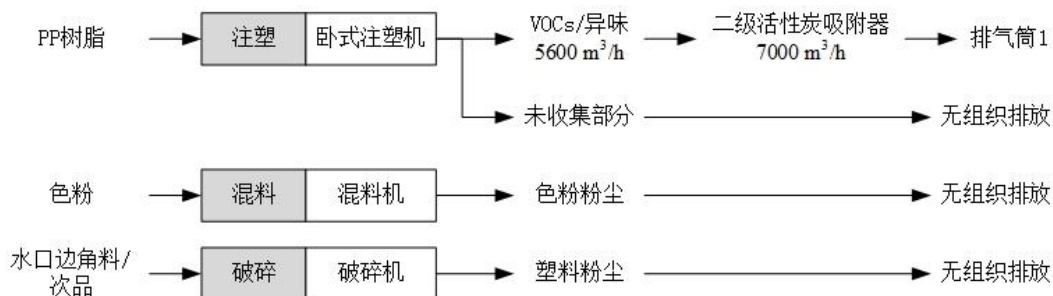 PP树脂 注塑 卧式注塑机 VOCs/异味 二级活性炭吸附器 排气筒1
5600 m³/h 7000 m³/h
未收集部分 无组织排放
色粉 混料 混料机 色粉粉尘 无组织排放
水口边角料/
次品 破碎 破碎机 塑料粉尘 无组织排放